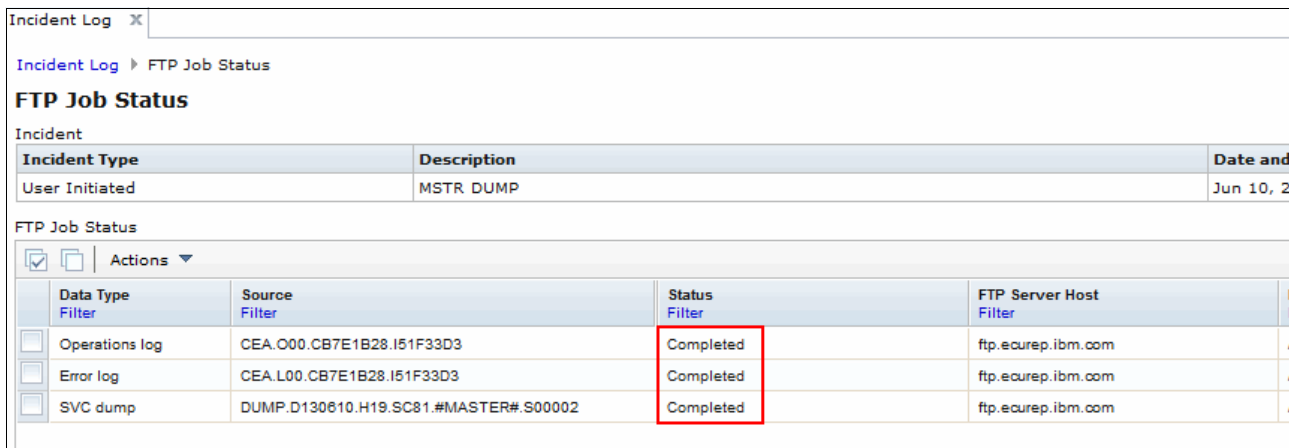 Incident Log X
Incident Log FTP Job Status
FTP Job Status
Incident
Incident Type Description Date and
User Initiated MSTR DUMP Jun 10, 2
FTP Job Status
Actions
Data Type Source Status FTP Server Host
Filter Filter Filter Filter
Operations log CEA.O00.CB7E1B28.I51F33D3 Completed ftp.ecurep.ibm.com
Error log CEA.L00.CB7E1B28.I51F33D3 Completed ftp.ecurep.ibm.com
SVC dump DUMP.D130610.H19.SC81.#MASTER#.S00002 Completed ftp.ecurep.ibm.com